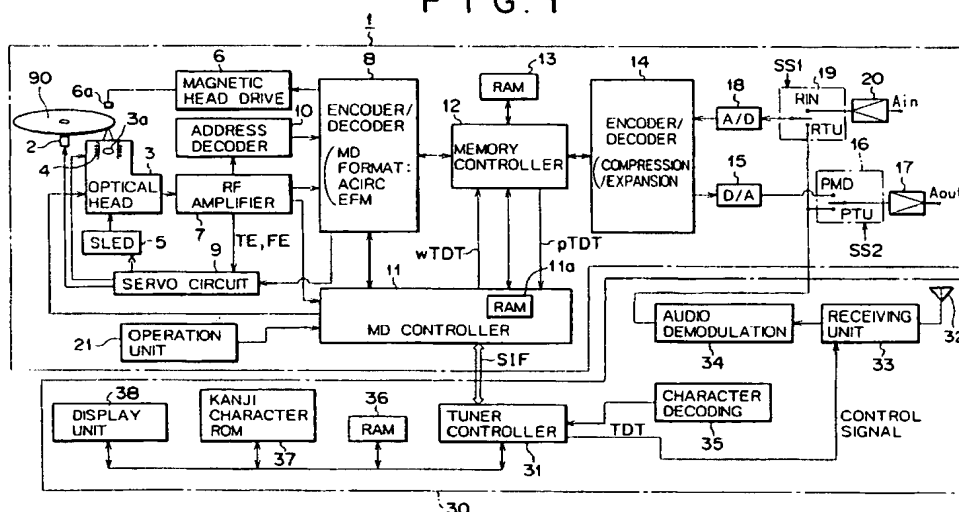 FIG. 1
1
90
6a
2
3a
4
3
OPTICAL
HEAD
6
MAGNETIC
HEAD DRIVE
10
ADDRESS
DECODER
RF
AMPLIFIER
7
TE, FE
SLED
5
9
SERVO CIRCUIT
8
ENCODER/
DECODER
(MD
FORMAT:
ACIRC
EFM
13
RAM
12
MEMORY
CONTROLLER
14
ENCODER/
DECODER
(COMPRESSION
/EXPANSION)
18
A/D
15
D/A
SS1
19
RIN
RTU
20
Ain
16
PMD
PTU
SS2
17
Aout
wTDT
pTDT
11a
11
RAM
MD CONTROLLER
21
OPERATION
UNIT
SIF
AUDIO
DEMODULATION
34
RECEIVING
UNIT
33
32
38
DISPLAY
UNIT
KANJI
CHARACTER
ROM
37
36
RAM
TUNER
CONTROLLER
31
TDT
CHARACTER
DECODING
35
CONTROL
SIGNAL
30